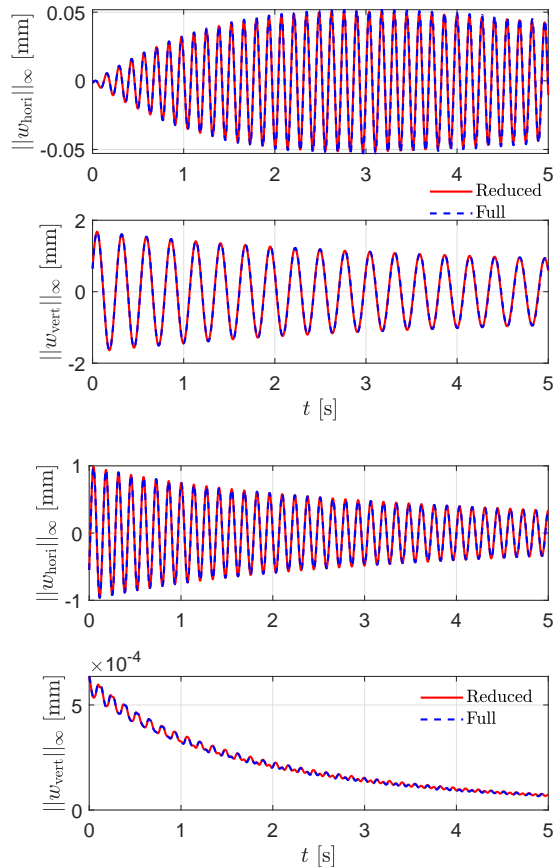 0.05
0
-0.05
||w_hori||_∞ [mm]
0 1 2 3 4 5
Reduced
Full
2
0
-2
||w_vert||_∞ [mm]
0 1 2 3 4 5
t [s]
1
0
-1
||w_hori||_∞ [mm]
0 1 2 3 4 5
×10^-4
5
0
||w_vert||_∞ [mm]
Reduced
Full
0 1 2 3 4 5
t [s]